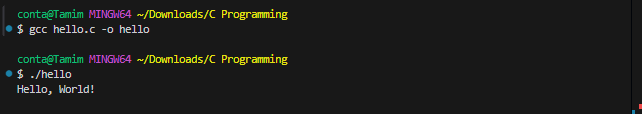 conta@Tamim MINGW64 ~/Downloads/C Programming
$ gcc hello.c -o hello
conta@Tamim MINGW64 ~/Downloads/C Programming
$ ./hello
Hello, World!